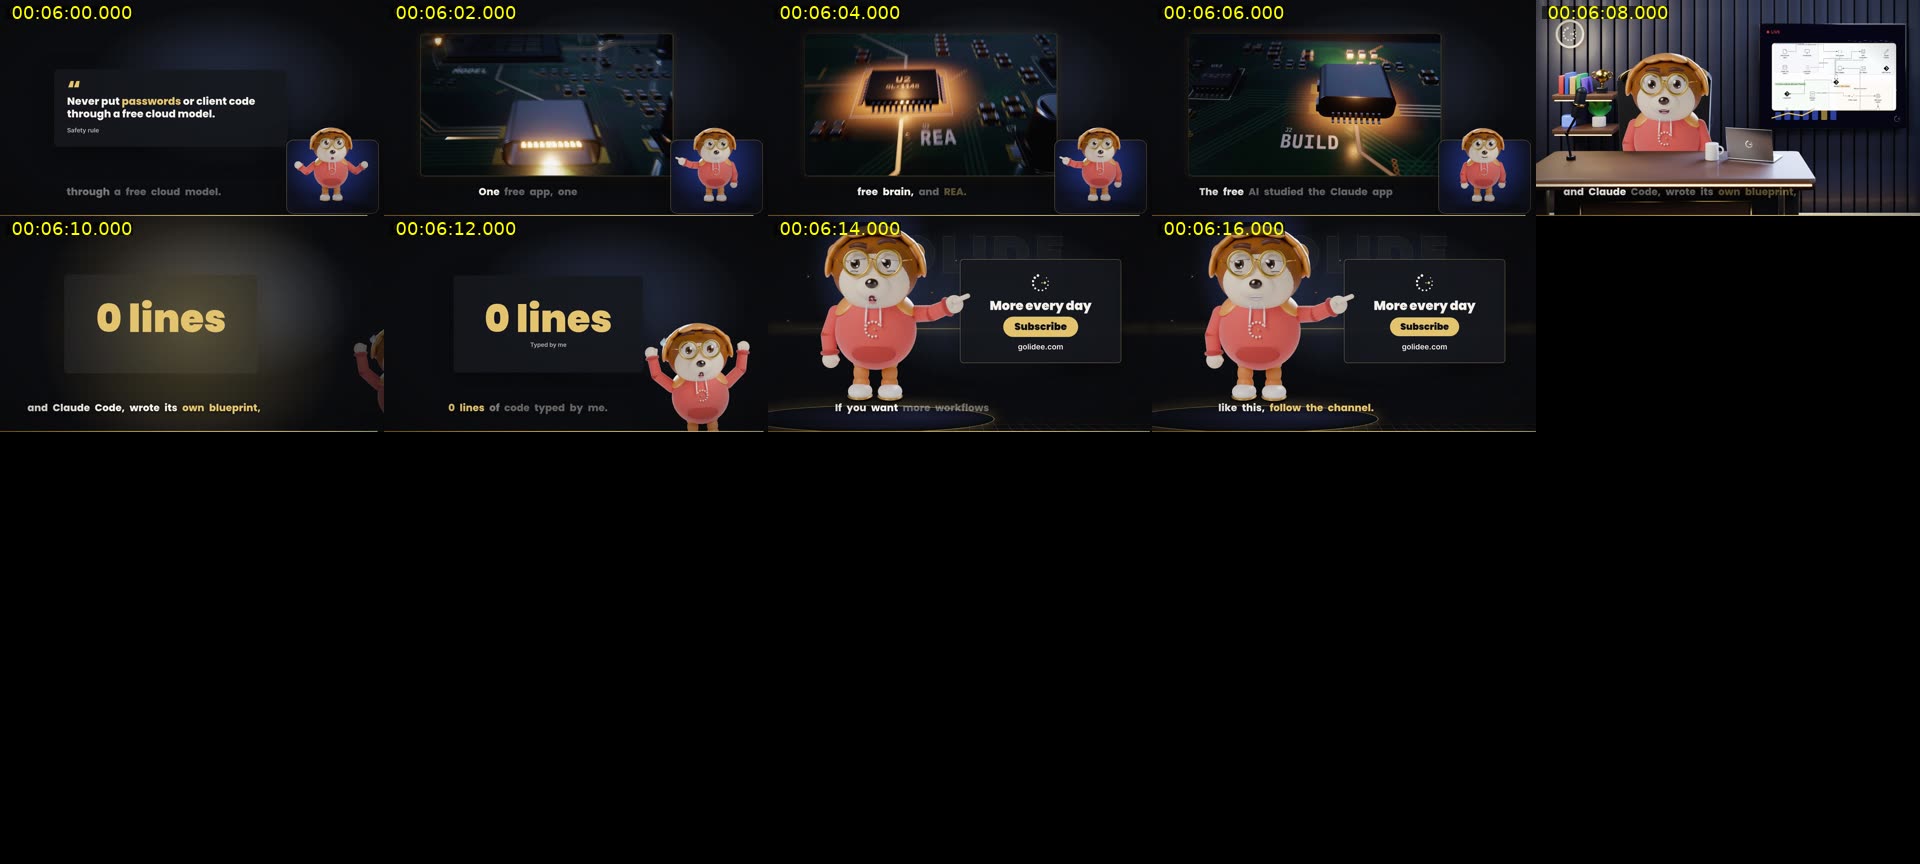 00:06:00.000
Never put passwords or client code
through a free cloud model.
Safety rule
through a free cloud model.
00:06:02.000
MODEL
One free app, one
00:06:04.000
U2
REA
free brain, and REA.
00:06:06.000
BUILD
The free AI studied the Claude app
00:06:08.000
LIVE
and Claude Code, wrote its own blueprint,
00:06:10.000
0 lines
and Claude Code, wrote its own blueprint,
00:06:12.000
0 lines
Typed by me
0 lines of code typed by me.
00:06:14.000
More every day
Subscribe
golidee.com
If you want more workflows
00:06:16.000
More every day
Subscribe
golidee.com
like this, follow the channel.